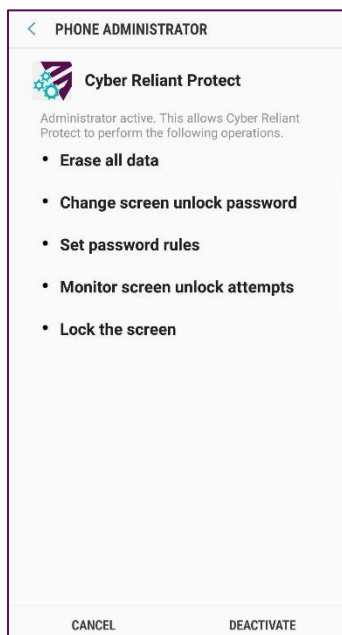 PHONE ADMINISTRATOR
Cyber Reliant Protect
Administrator active. This allows Cyber Reliant
Protect to perform the following operations.
• Erase all data
• Change screen unlock password
• Set password rules
• Monitor screen unlock attempts
• Lock the screen
CANCEL DEACTIVATE